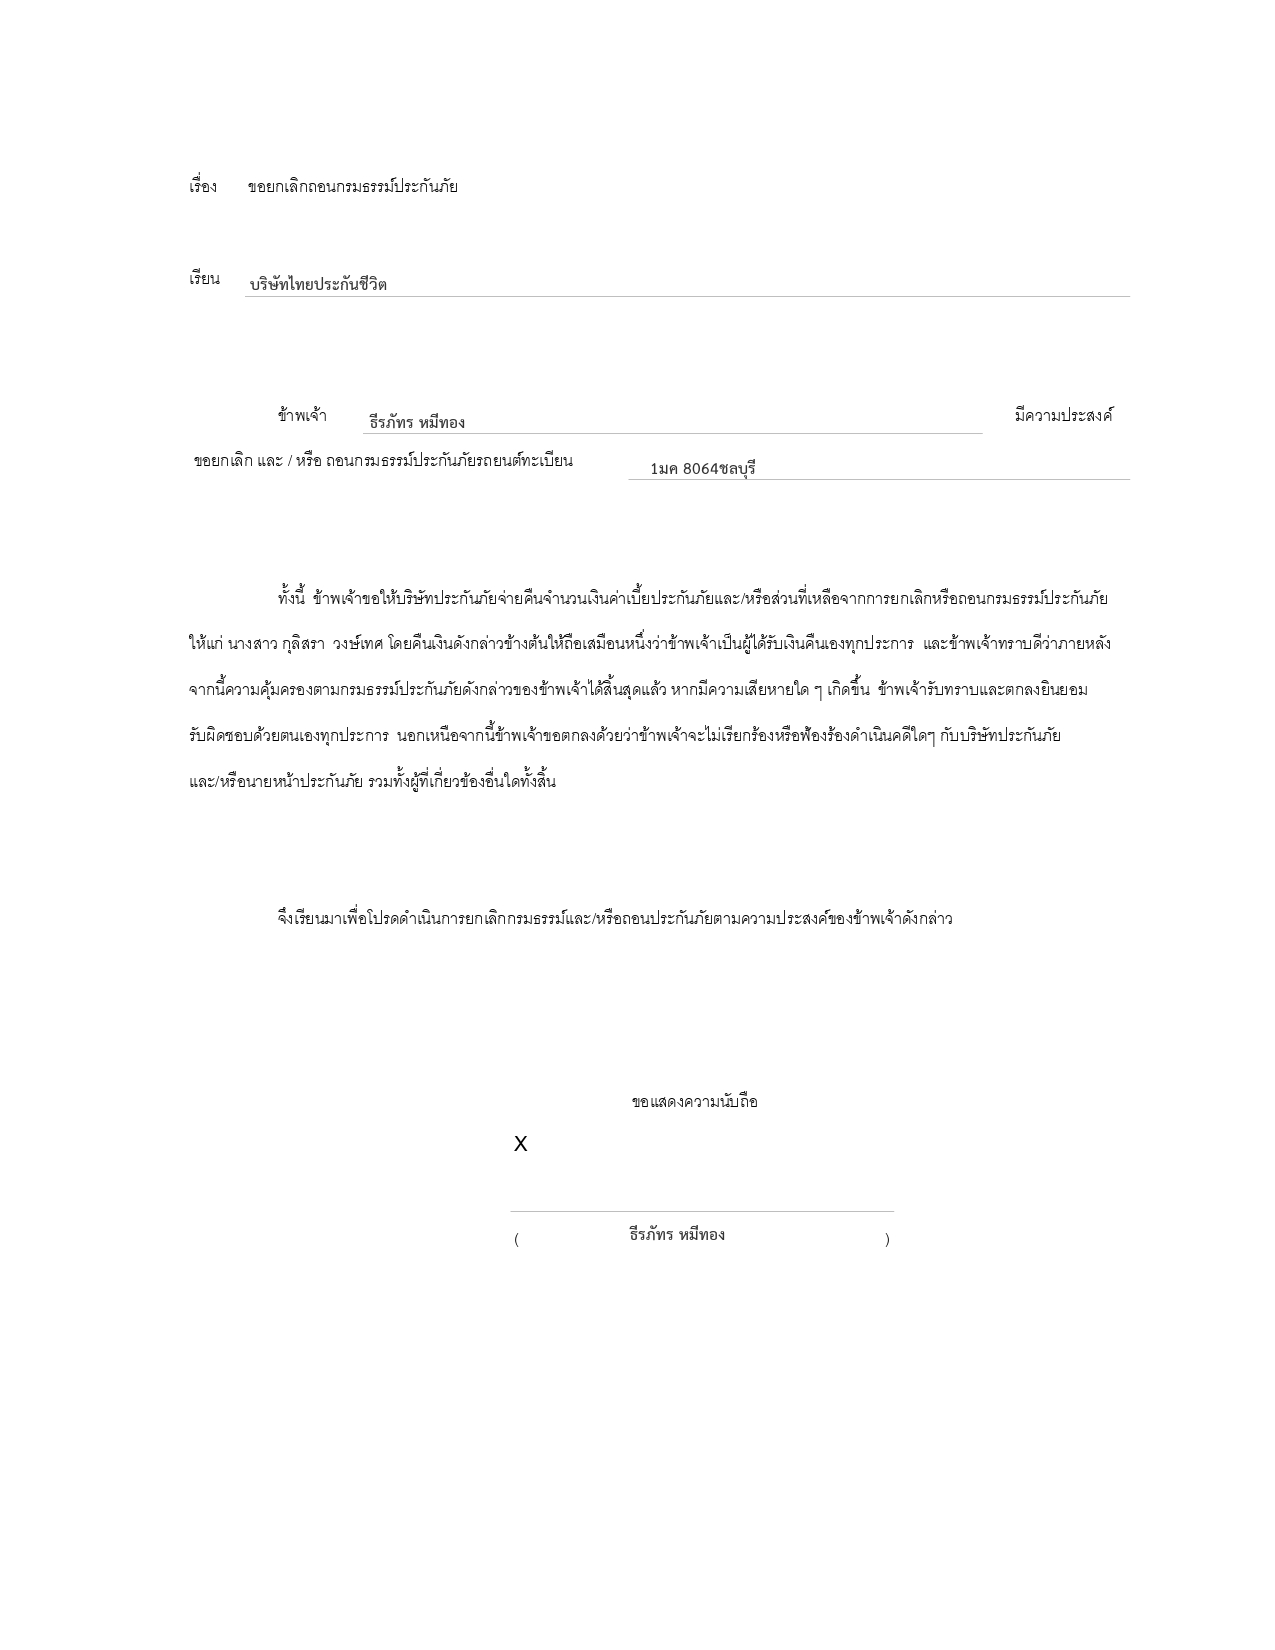 เรื่อง ขอยกเลิกถอนกรมธรรม์ประกันภัย
เรียน บริษัทไทยประกันชีวิต
ข้าพเจ้า ธีรภัทร หมีทอง มีความประสงค์
ขอยกเลิก และ / หรือ ถอนกรมธรรม์ประกันภัยรถยนต์ทะเบียน 1มค 8064ชลบุรี
ทั้งนี้ ข้าพเจ้าขอให้บริษัทประกันภัยจ่ายคืนจำนวนเงินค่าเบี้ยประกันภัยและ/หรือส่วนที่เหลือจากการยกเลิกหรือถอนกรมธรรม์ประกันภัย
ให้แก่ นางสาว กุลิสรา วงษ์เทศ โดยคืนเงินดังกล่าวข้างต้นให้ถือเสมือนหนึ่งว่าข้าพเจ้าเป็นผู้ได้รับเงินคืนเองทุกประการ และข้าพเจ้าทราบดีว่าภายหลัง
จากนี้ความคุ้มครองตามกรมธรรม์ประกันภัยดังกล่าวของข้าพเจ้าได้สิ้นสุดแล้ว หากมีความเสียหายใด ๆ เกิดขึ้น ข้าพเจ้ารับทราบและตกลงยินยอม
รับผิดชอบด้วยตนเองทุกประการ นอกเหนือจากนี้ข้าพเจ้าขอตกลงด้วยว่าข้าพเจ้าจะไม่เรียกร้องหรือฟ้องร้องดำเนินคดีใดๆ กับบริษัทประกันภัย
และ/หรือนายหน้าประกันภัย รวมทั้งผู้ที่เกี่ยวข้องอื่นใดทั้งสิ้น
จึงเรียนมาเพื่อโปรดดำเนินการยกเลิกกรมธรรม์และ/หรือถอนประกันภัยตามความประสงค์ของข้าพเจ้าดังกล่าว
ขอแสดงความนับถือ
X
( ธีรภัทร หมีทอง )